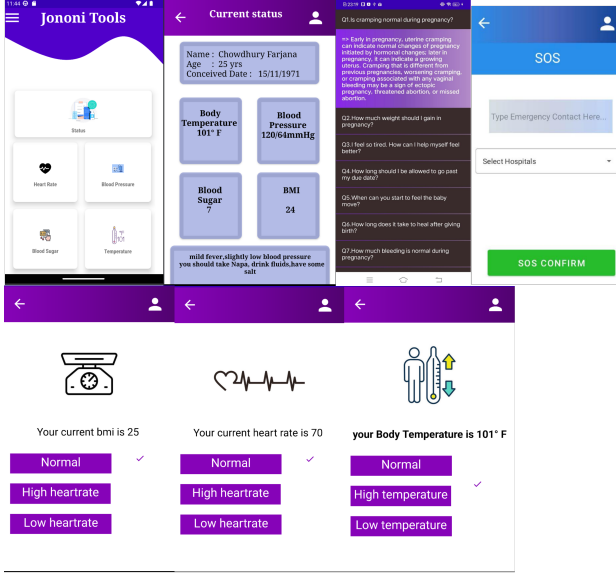 11:44
Jononi Tools
Status
Heart Rate
Blood Pressure
Blood Sugar
Temperature
Current status
Name : Chowdhury Farjana
Age : 25 yrs
Conceived Date : 15/11/1971
Body
Temperature
101° F
Blood
Pressure
120/64mmHg
Blood
Sugar
7
BMI
24
mild fever,slightly low blood pressure
you should take Napa, drink fluids,have some
salt
22:19
Q1.Is cramping normal during pregnancy?
=> Early in pregnancy, uterine cramping
can indicate normal changes of pregnancy
initiated by hormonal changes; later in
pregnancy, it can indicate a growing
uterus. Cramping that is different from
previous pregnancies, worsening cramping,
or cramping associated with any vaginal
bleeding may be a sign of ectopic
pregnancy, threatened abortion, or missed
abortion.
Q2.How much weight should I gain in
pregnancy?
Q3.I feel so tired. How can I help myself feel
better?
Q4.How long should I be allowed to go past
my due date?
Q5.When can you start to feel the baby
move?
Q6.How long does it take to heal after giving
birth?
Q7.How much bleeding is normal during
pregnancy?
SOS
Type Emergency Contact Here...
Select Hospitals
SOS CONFIRM
Your current bmi is 25
Normal
High heartrate
Low heartrate
Your current heart rate is 70
Normal
High heartrate
Low heartrate
your Body Temperature is 101° F
Normal
High temperature
Low temperature